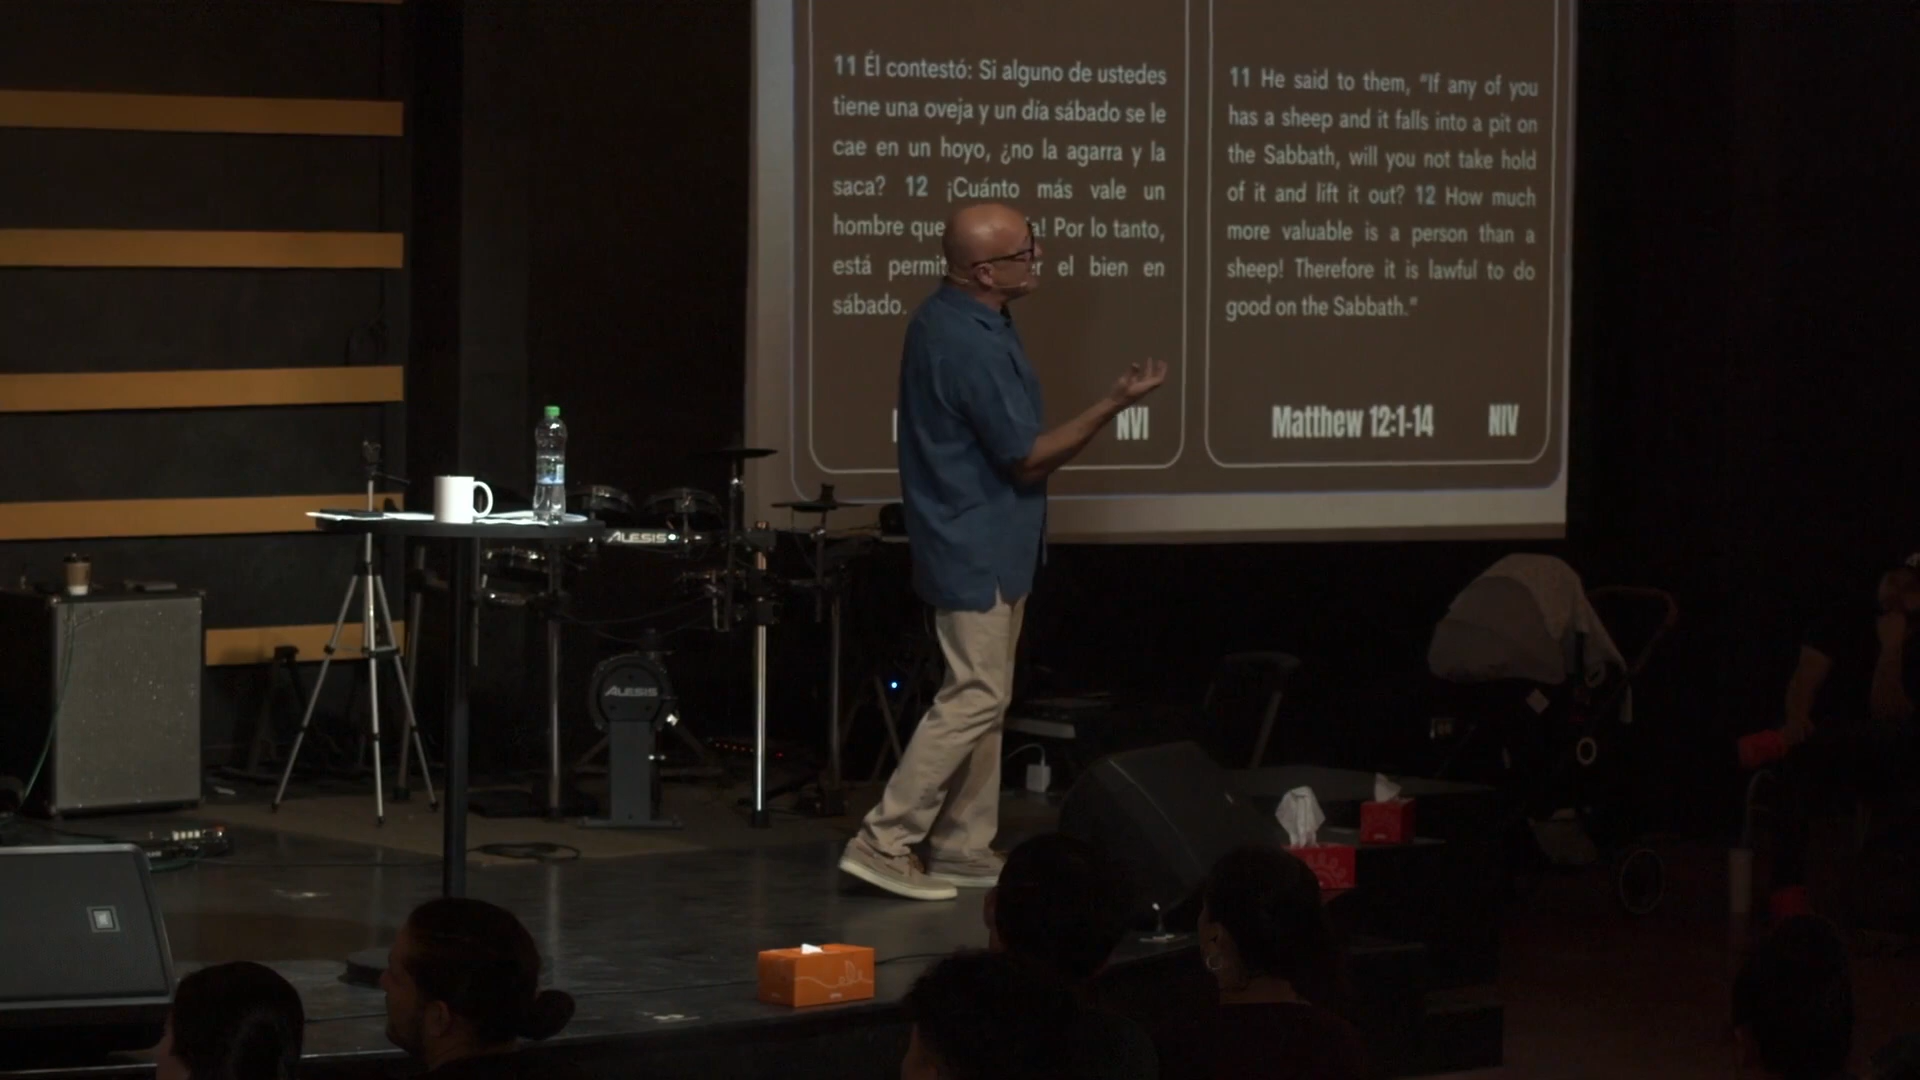 11 Él contestó: Si alguno de ustedes
tiene una oveja y un día sábado se le
cae en un hoyo, ¿no la agarra y la
saca? 12 ¡Cuánto más vale un
hombre que a! Por lo tanto,
está permit er el bien en
sábado.
NVI
11 He said to them, “If any of you
has a sheep and it falls into a pit on
the Sabbath, will you not take hold
of it and lift it out? 12 How much
more valuable is a person than a
sheep! Therefore it is lawful to do
good on the Sabbath.”
Matthew 12:1-14 NIV
ALESIS
ALESIS